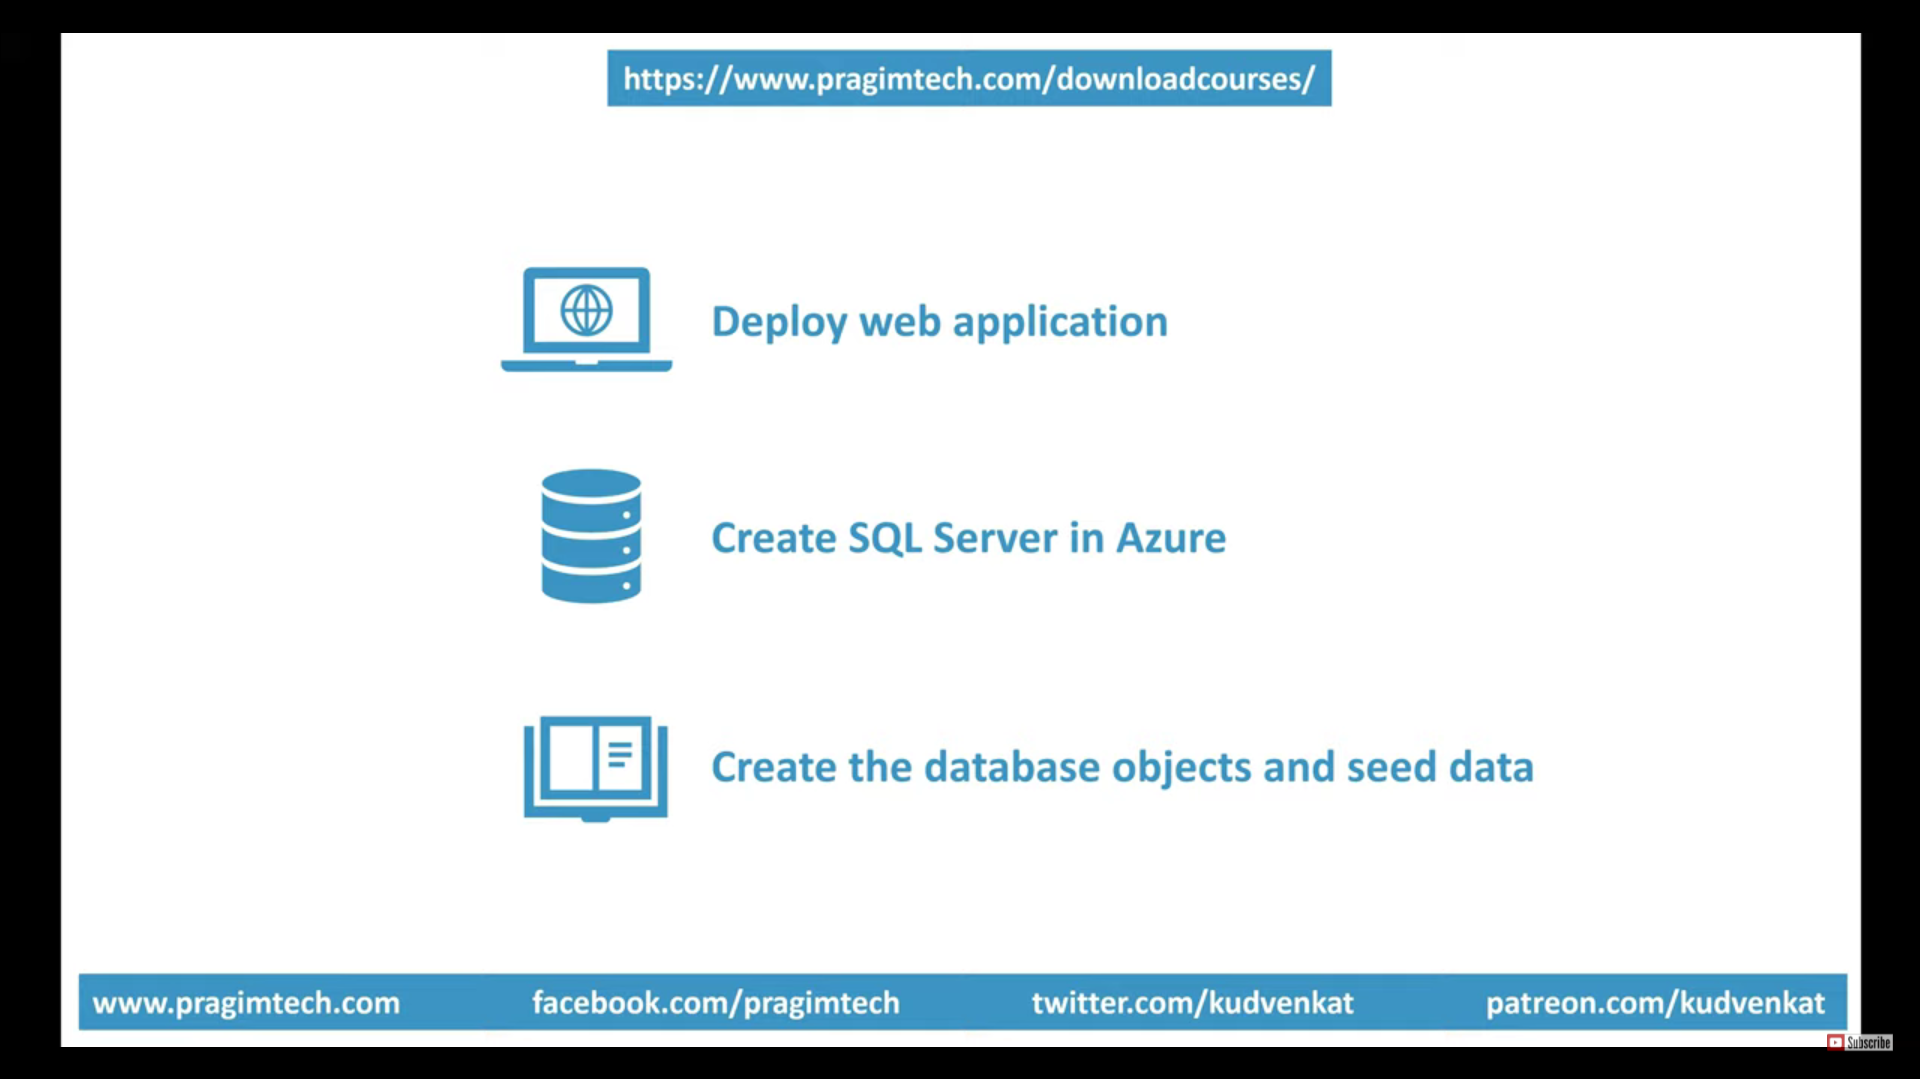 https://www.pragimtech.com/downloadcourses/
Deploy web application
Create SQL Server in Azure
Create the database objects and seed data
www.pragimtech.com facebook.com/pragimtech twitter.com/kudvenkat patreon.com/kudvenkat
Subscribe